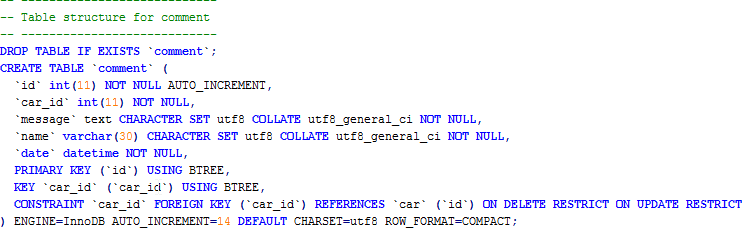 -- ----------------------------
-- Table structure for comment
-- ----------------------------
DROP TABLE IF EXISTS `comment`;
CREATE TABLE `comment` (
  `id` int(11) NOT NULL AUTO_INCREMENT,
  `car_id` int(11) NOT NULL,
  `message` text CHARACTER SET utf8 COLLATE utf8_general_ci NOT NULL,
  `name` varchar(30) CHARACTER SET utf8 COLLATE utf8_general_ci NOT NULL,
  `date` datetime NOT NULL,
  PRIMARY KEY (`id`) USING BTREE,
  KEY `car_id` (`car_id`) USING BTREE,
  CONSTRAINT `car_id` FOREIGN KEY (`car_id`) REFERENCES `car` (`id`) ON DELETE RESTRICT ON UPDATE RESTRICT
) ENGINE=InnoDB AUTO_INCREMENT=14 DEFAULT CHARSET=utf8 ROW_FORMAT=COMPACT;